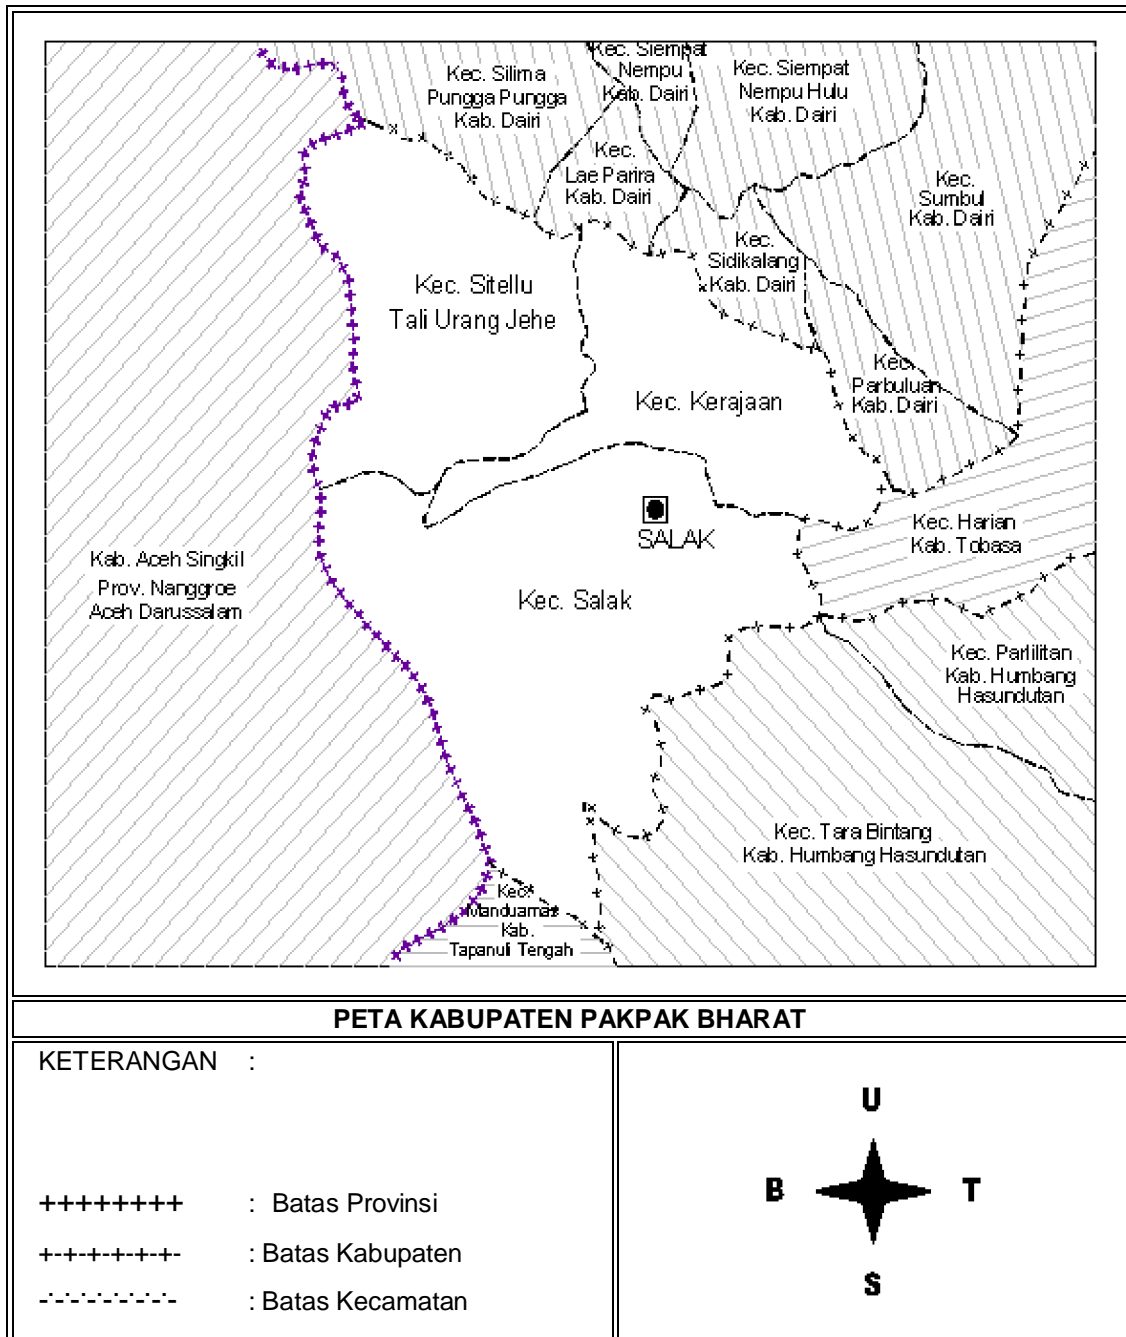 Kec. Siempat
Nempu
Kab. Dairi
Kec. Siempat
Nempu Hulu
Kab. Dairi
Kec. Silima
Pungga Pungga
Kab. Dairi
Kec.
Lae Parira
Kab. Dairi
Kec.
Sumbul
Kab. Dairi
Kec.
Sidikalang
Kab. Dairi
Kec. Sitellu
Tali Urang Jehe
Kec.
Parbuluan
Kab. Dairi
Kec. Kerajaan
SALAK
Kec. Harian
Kab. Tobasa
Kab. Aceh Singkil
Prov. Nanggroe
Aceh Darussalam
Kec. Salak
Kec. Parlilitan
Kab. Humbang
Hasundutan
Kec. Tara Bintang
Kab. Humbang Hasundutan
Kec.
Manduamas
Kab.
Tapanuli Tengah
PETA KABUPATEN PAKPAK BHARAT
KETERANGAN :
++++++++ : Batas Provinsi
+-+-+-+-+-+- : Batas Kabupaten
-·-·-·-·-·-·-·- : Batas Kecamatan
U
B T
S